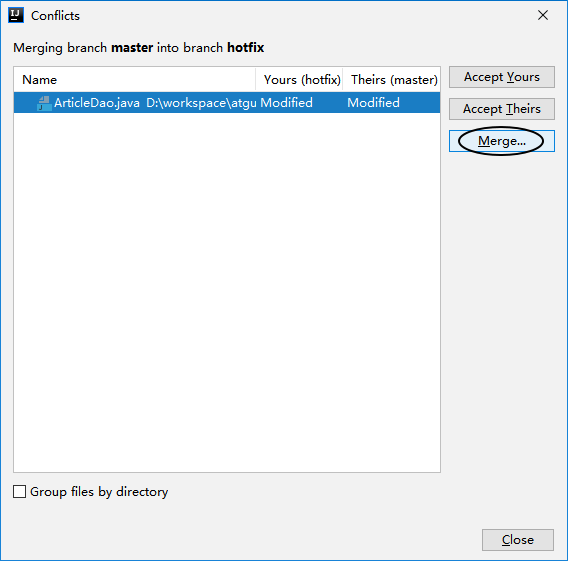 IJ
Conflicts
Merging branch master into branch hotfix
Name Yours (hotfix) Theirs (master)
ArticleDao.java D:\workspace\atgu Modified Modified
Accept Yours
Accept Theirs
Merge...
Group files by directory
Close